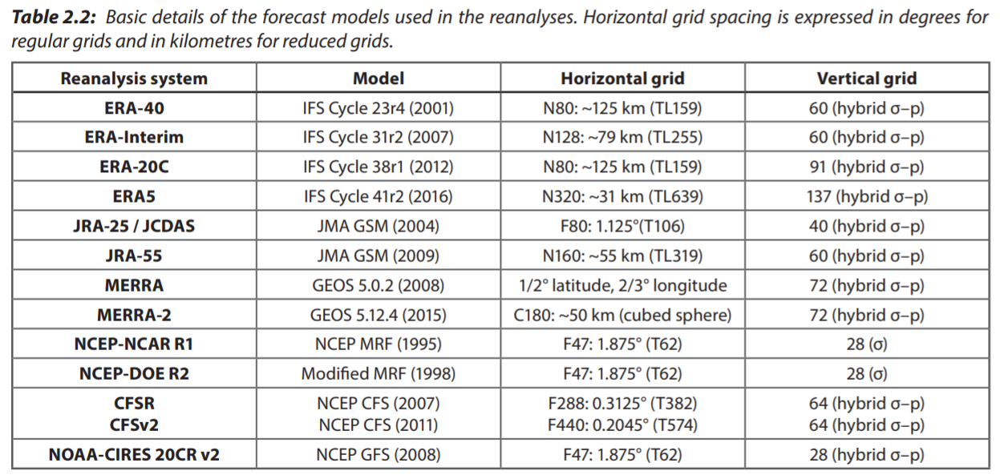 Table 2.2: Basic details of the forecast models used in the reanalyses. Horizontal grid spacing is expressed in degrees for
regular grids and in kilometres for reduced grids.
Reanalysis system Model Horizontal grid Vertical grid
ERA-40 IFS Cycle 23r4 (2001) N80: ~125 km (TL159) 60 (hybrid σ–p)
ERA-Interim IFS Cycle 31r2 (2007) N128: ~79 km (TL255) 60 (hybrid σ–p)
ERA-20C IFS Cycle 38r1 (2012) N80: ~125 km (TL159) 91 (hybrid σ–p)
ERA5 IFS Cycle 41r2 (2016) N320: ~31 km (TL639) 137 (hybrid σ–p)
JRA-25 / JCDAS JMA GSM (2004) F80: 1.125°(T106) 40 (hybrid σ–p)
JRA-55 JMA GSM (2009) N160: ~55 km (TL319) 60 (hybrid σ–p)
MERRA GEOS 5.0.2 (2008) 1/2° latitude, 2/3° longitude 72 (hybrid σ–p)
MERRA-2 GEOS 5.12.4 (2015) C180: ~50 km (cubed sphere) 72 (hybrid σ–p)
NCEP-NCAR R1 NCEP MRF (1995) F47: 1.875° (T62) 28 (σ)
NCEP-DOE R2 Modified MRF (1998) F47: 1.875° (T62) 28 (σ)
CFSR NCEP CFS (2007) F288: 0.3125° (T382) 64 (hybrid σ–p)
CFSv2 NCEP CFS (2011) F440: 0.2045° (T574) 64 (hybrid σ–p)
NOAA-CIRES 20CR v2 NCEP GFS (2008) F47: 1.875° (T62) 28 (hybrid σ–p)